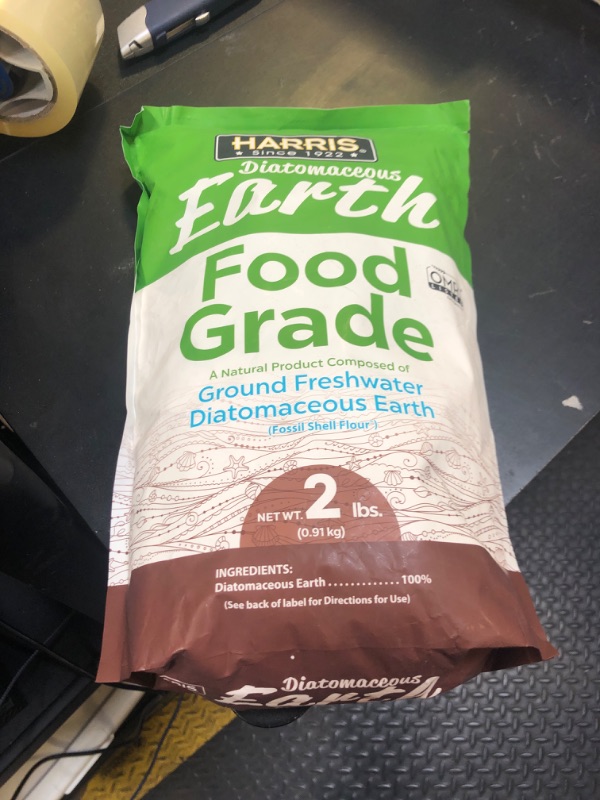 HARRIS®
★ Since 1922 ★
Diatomaceous
Earth
Food
Grade
A Natural Product Composed of
Ground Freshwater
Diatomaceous Earth
(Fossil Shell Flour)
NET WT. 2 lbs.
(0.91 kg)
INGREDIENTS:
Diatomaceous Earth ............. 100%
(See back of label for Directions for Use)
Diatomaceous
Earth